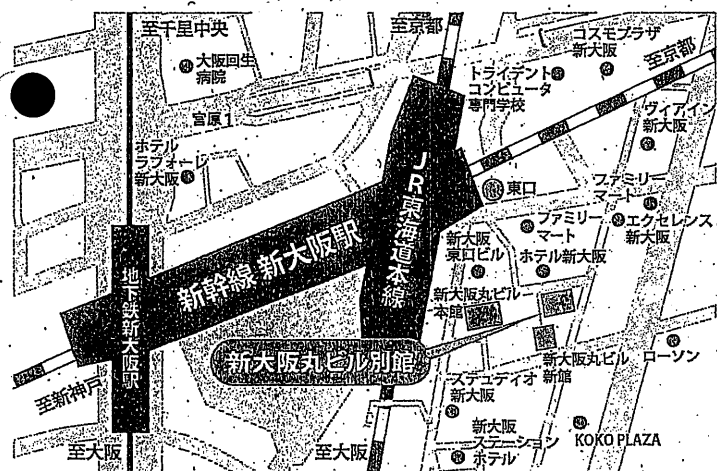 至千里中央
至京都
コスモプラザ
新大阪
大阪回生
病院
トライデント
コンピュータ
専門学校
至京都
宮原1
ヴィアイン
新大阪
ホテル
ラフォーレ
新大阪
JR東海道本線
東口
ファミリー
マート
ファミリー
マート
エクセレンス
新大阪
新大阪
東口ビル
ホテル新大阪
地下鉄新大阪駅
新幹線 新大阪駅
新大阪丸ビル
本館
新大阪丸ビル別館
新大阪丸ビル
新館
ローソン
至新神戸
ステュディオ
新大阪
新大阪
ステーション
ホテル
KOKO PLAZA
至大阪
至大阪